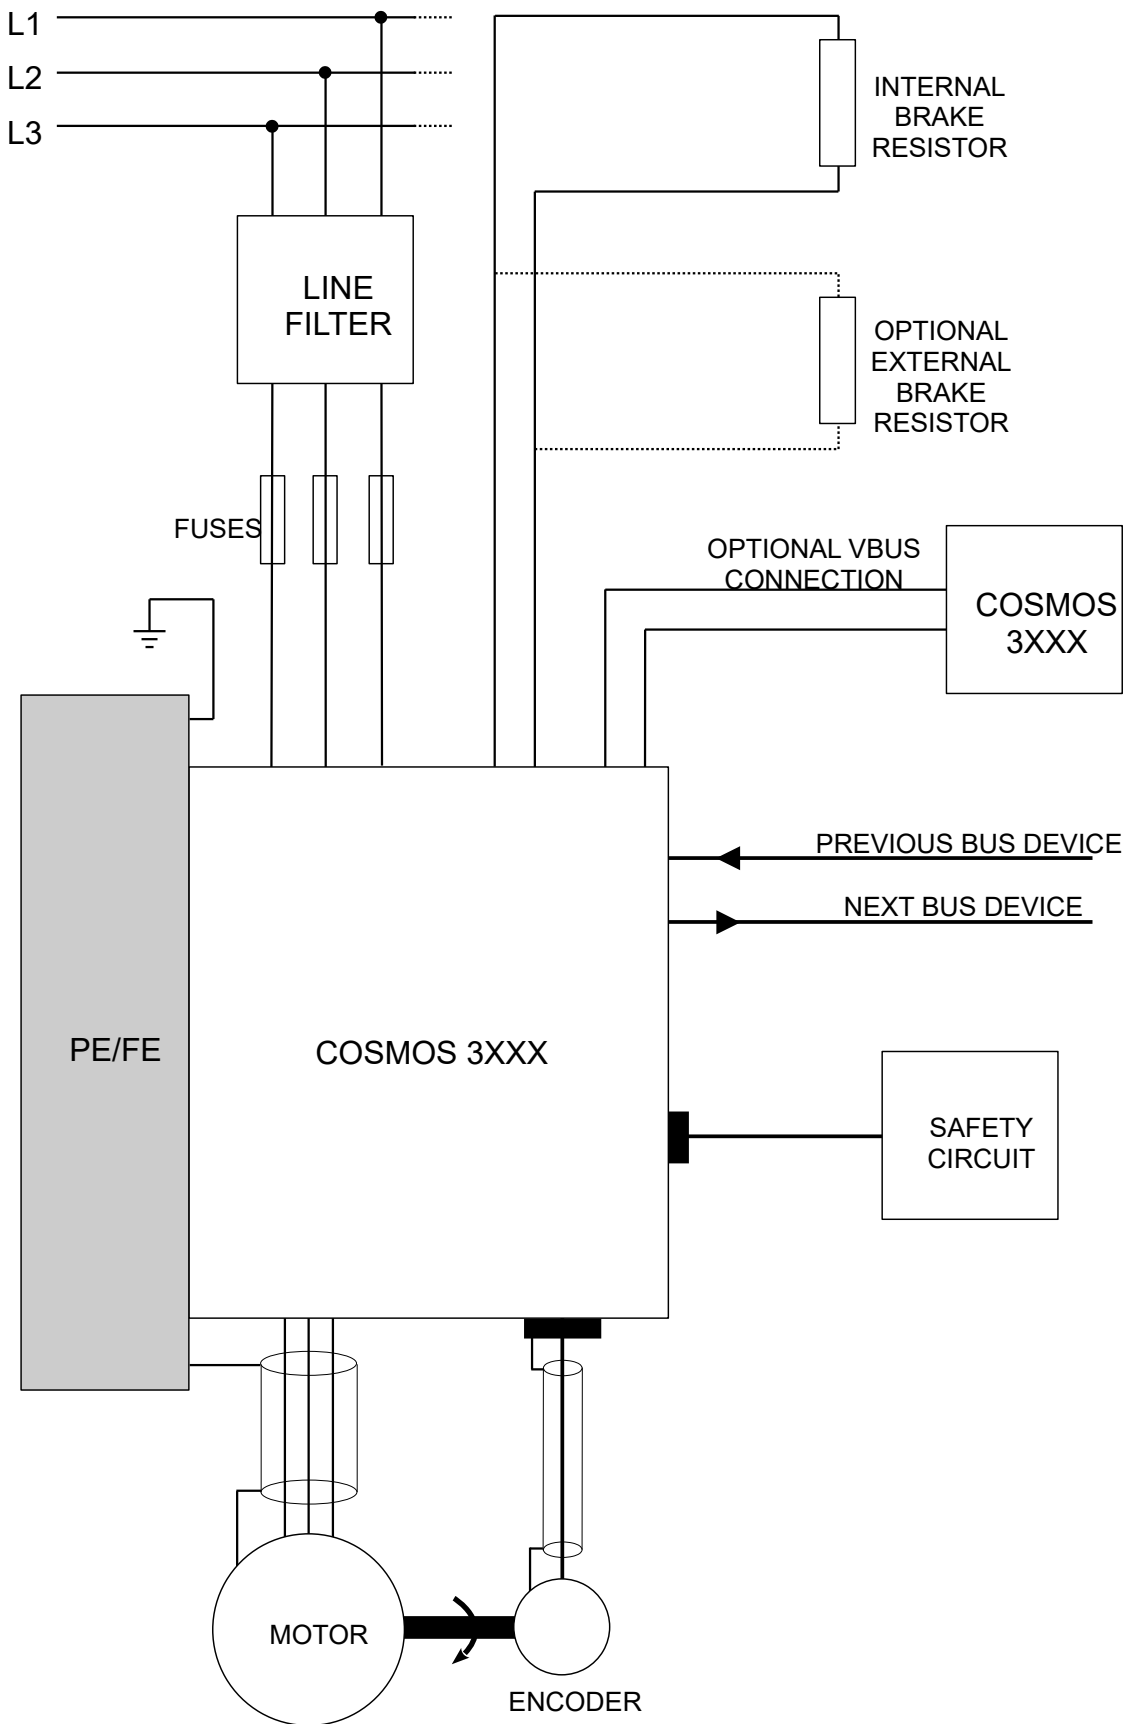 L1
L2
L3
INTERNAL
BRAKE
RESISTOR
LINE
FILTER
OPTIONAL
EXTERNAL
BRAKE
RESISTOR
FUSES
OPTIONAL VBUS
CONNECTION
COSMOS
3XXX
PREVIOUS BUS DEVICE
NEXT BUS DEVICE
PE/FE
COSMOS 3XXX
SAFETY
CIRCUIT
MOTOR
ENCODER